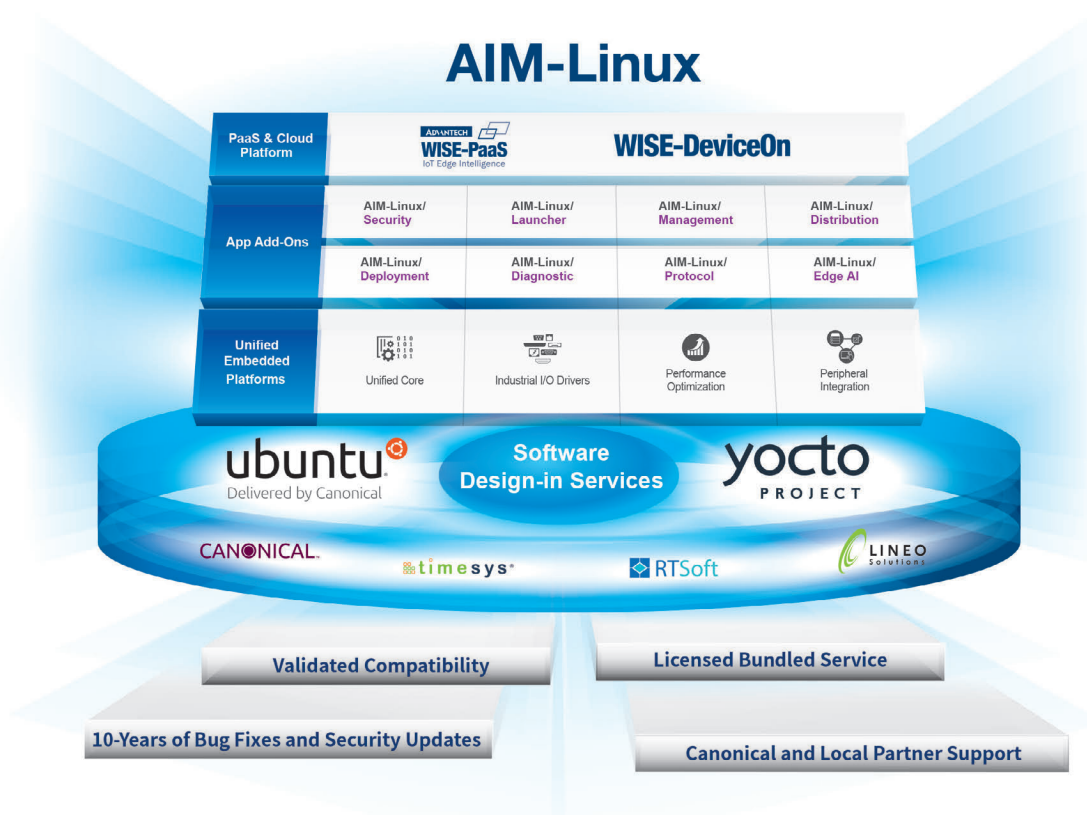 AIM-Linux
PaaS & Cloud
Platform
ADVANTECH
WISE-PaaS
IoT Edge Intelligence
WISE-DeviceOn
App Add-Ons
AIM-Linux/
Security
AIM-Linux/
Launcher
AIM-Linux/
Management
AIM-Linux/
Distribution
AIM-Linux/
Deployment
AIM-Linux/
Diagnostic
AIM-Linux/
Protocol
AIM-Linux/
Edge AI
Unified
Embedded
Platforms
010
101
010
101
Unified Core
Industrial I/O Drivers
Performance
Optimization
Peripheral
Integration
ubuntu
Delivered by Canonical
Software
Design-in Services
yocto
PROJECT
CANONICAL
timesys
RTSoft
LINEO
Solutions
Validated Compatibility
Licensed Bundled Service
10-Years of Bug Fixes and Security Updates
Canonical and Local Partner Support